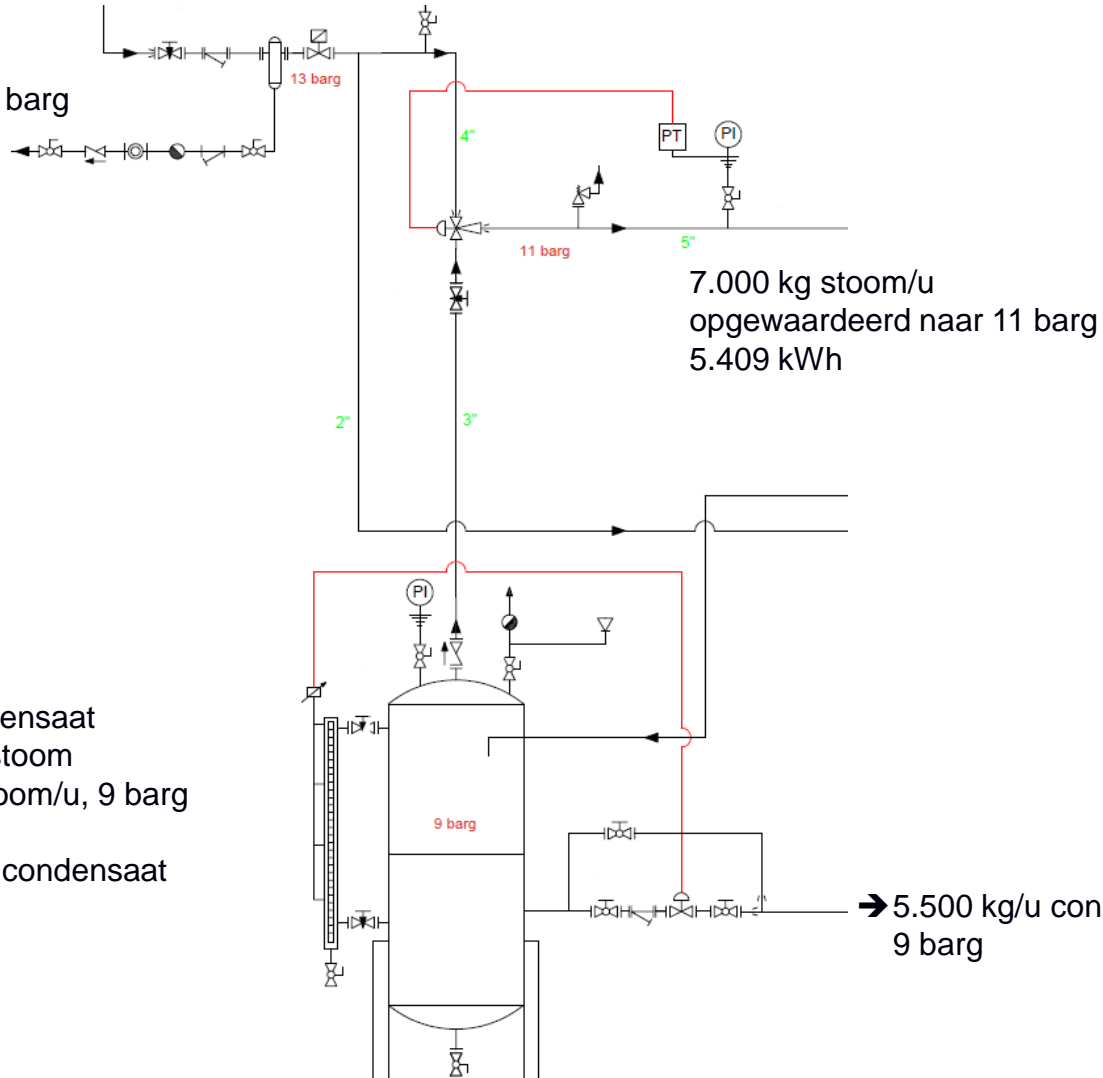 13 barg
barg
4"
PT
PI
11 barg
5"
7.000 kg stoom/u
opgewaardeerd naar 11 barg
5.409 kWh
2"
3"
PI
ensaat
stoom
oom/u, 9 barg
9 barg
condensaat
➔ 5.500 kg/u con
9 barg